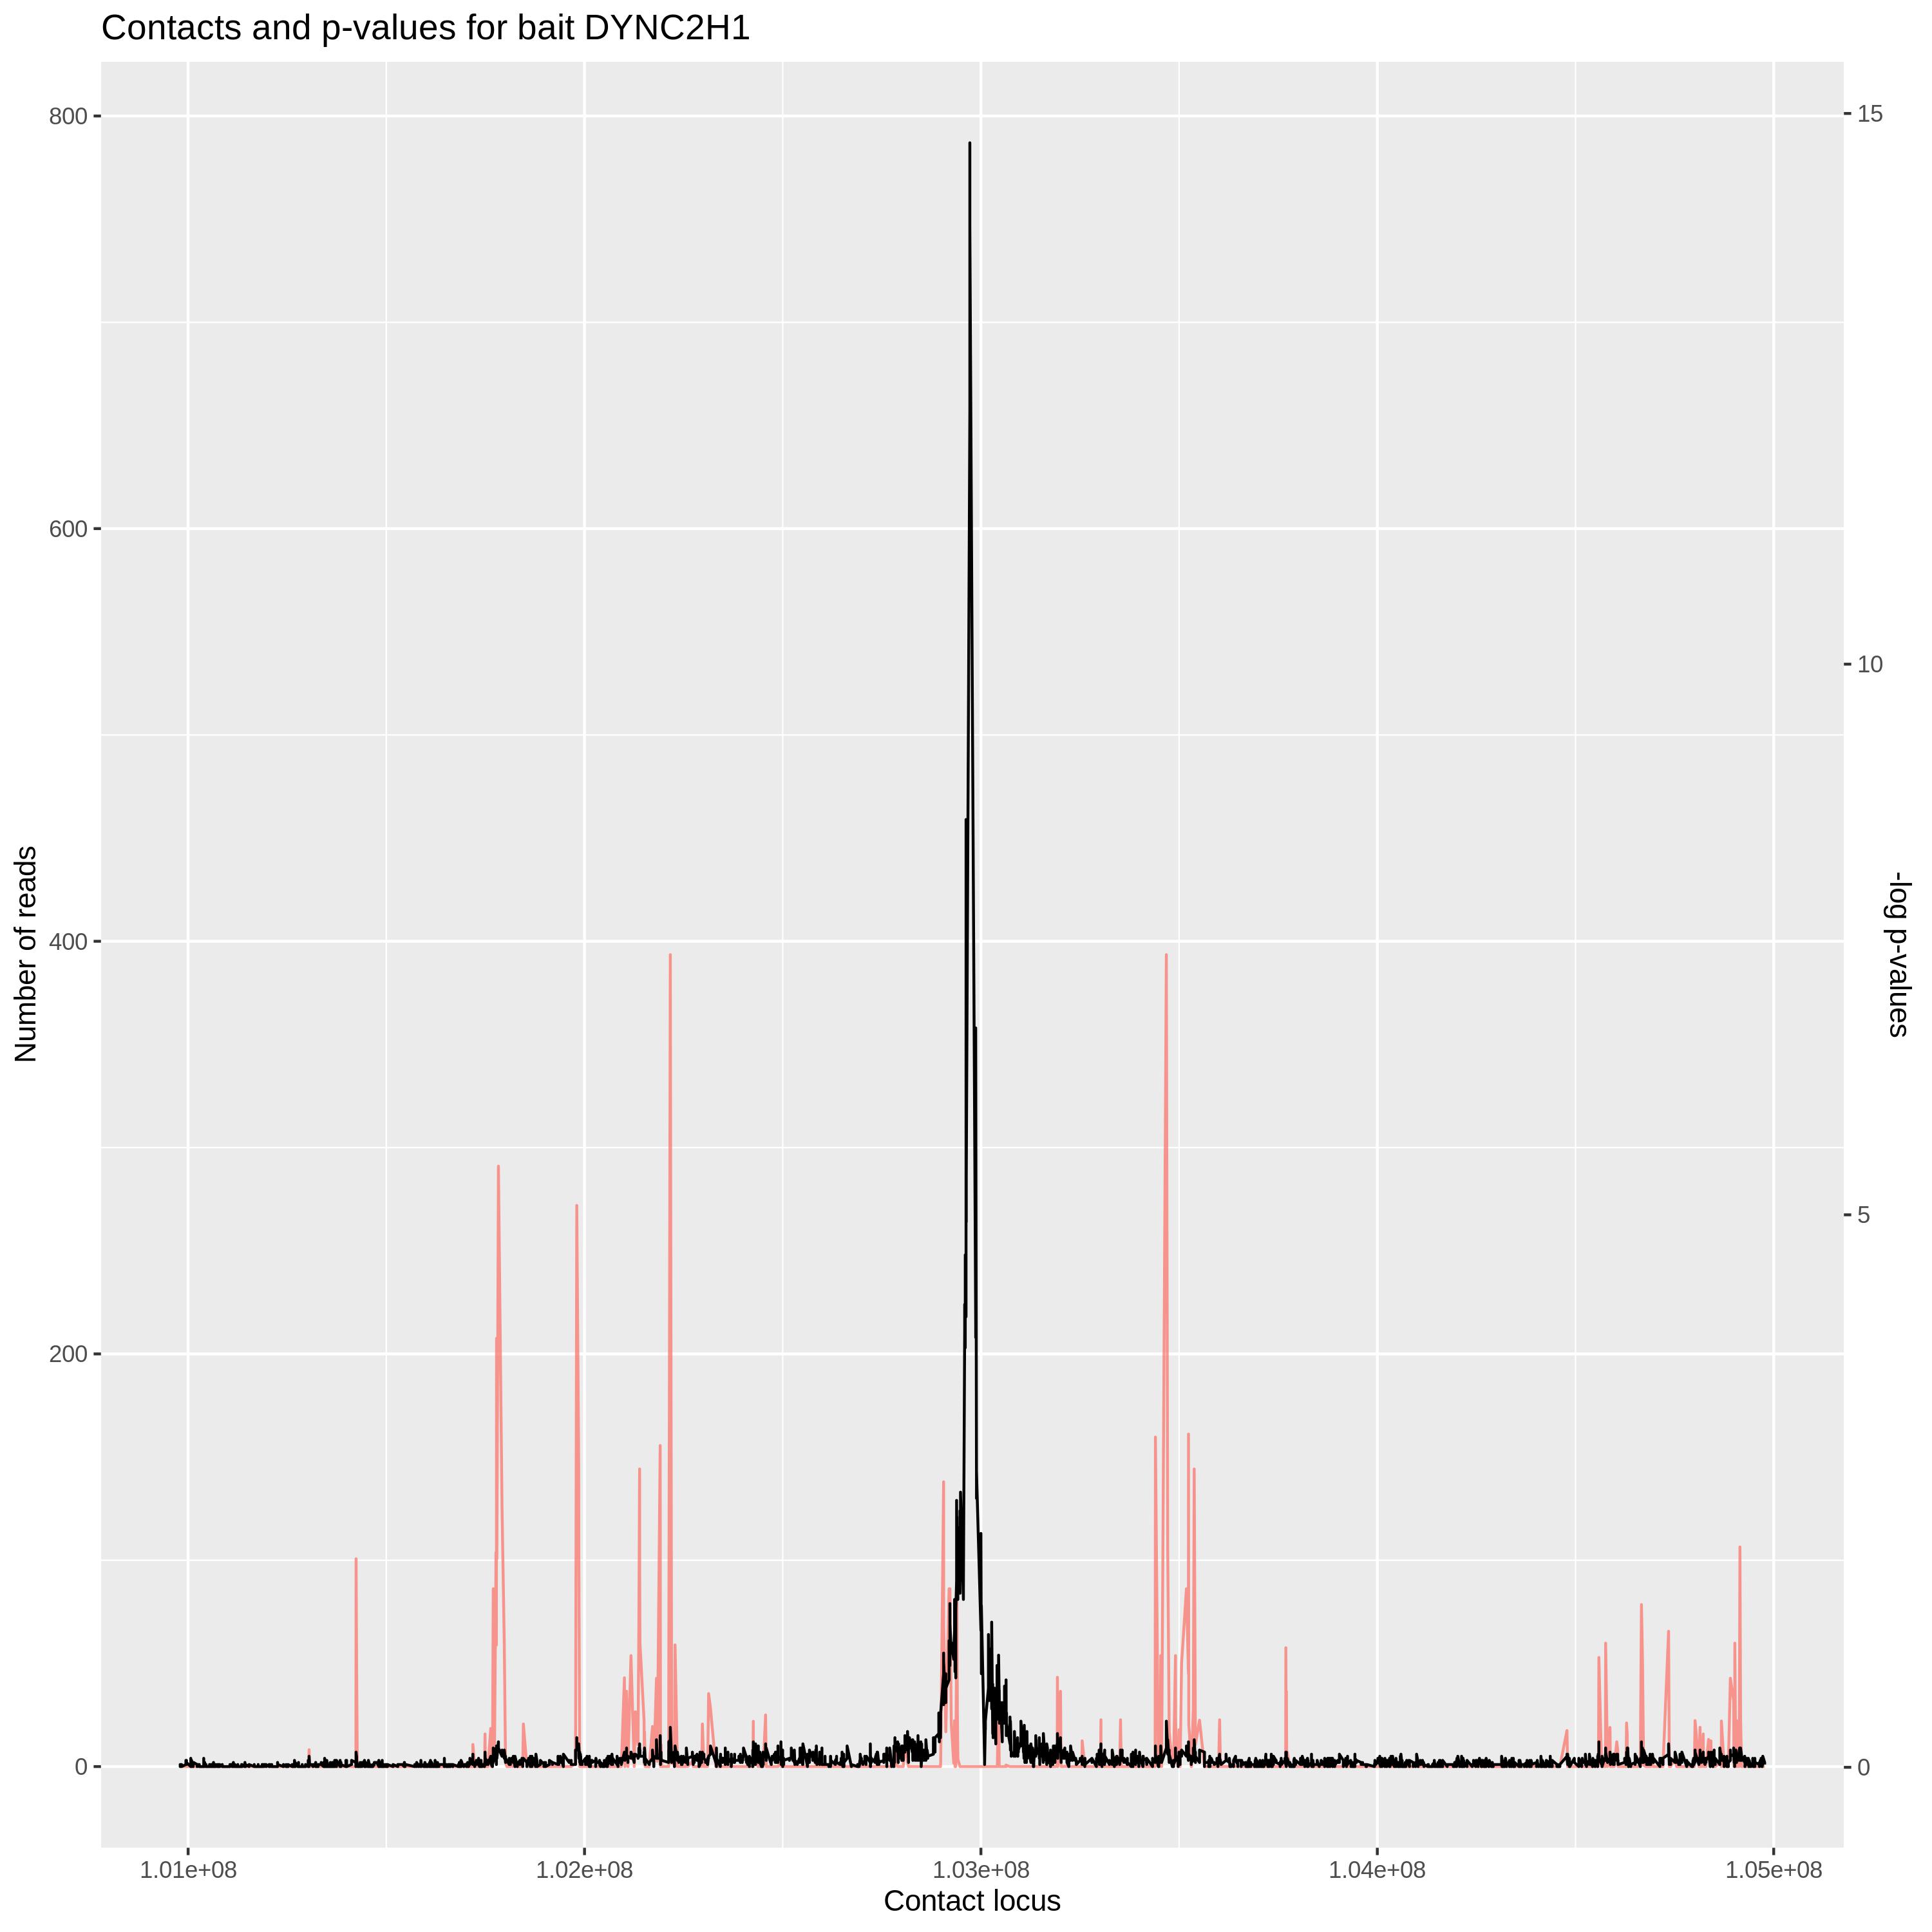 Contacts and p-values for bait DYNC2H1
800
600
400
200
0
15
10
5
0
Number of reads
-log p-values
1.01e+08 1.02e+08 1.03e+08 1.04e+08 1.05e+08
Contact locus